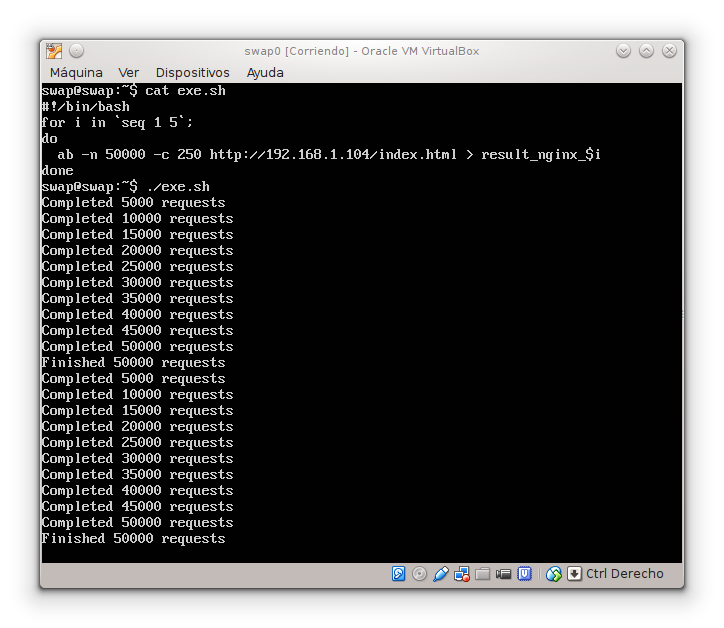 swap0 [Corriendo] - Oracle VM VirtualBox
Máquina Ver Dispositivos Ayuda
swap@swap:~$ cat exe.sh
#!/bin/bash
for i in `seq 1 5`;
do
  ab -n 50000 -c 250 http://192.168.1.104/index.html > result_nginx_$i
done
swap@swap:~$ ./exe.sh
Completed 5000 requests
Completed 10000 requests
Completed 15000 requests
Completed 20000 requests
Completed 25000 requests
Completed 30000 requests
Completed 35000 requests
Completed 40000 requests
Completed 45000 requests
Completed 50000 requests
Finished 50000 requests
Completed 5000 requests
Completed 10000 requests
Completed 15000 requests
Completed 20000 requests
Completed 25000 requests
Completed 30000 requests
Completed 35000 requests
Completed 40000 requests
Completed 45000 requests
Completed 50000 requests
Finished 50000 requests
Ctrl Derecho